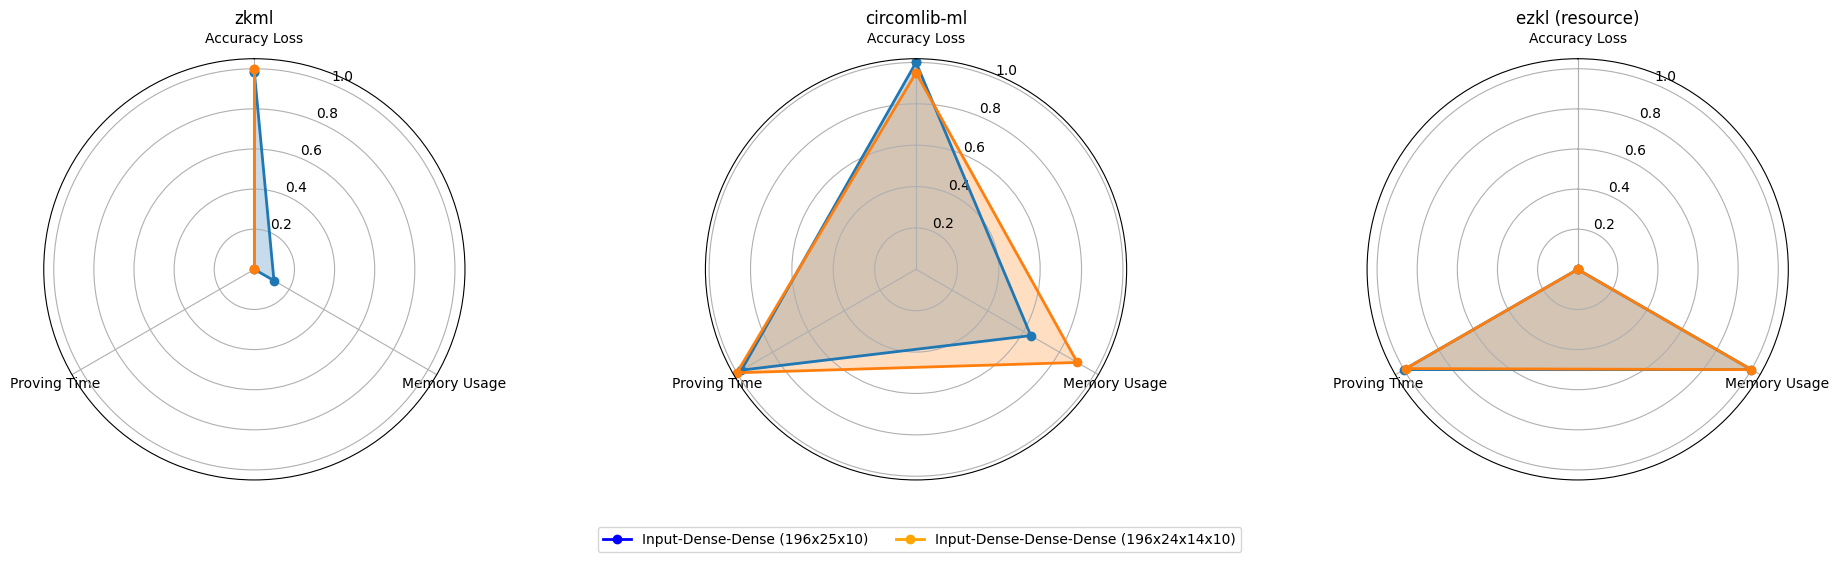 zkml
Accuracy Loss
1.0
0.8
0.6
0.4
0.2
Proving Time
Memory Usage
circomlib-ml
Accuracy Loss
1.0
0.8
0.6
0.4
0.2
Proving Time
Memory Usage
ezkl (resource)
Accuracy Loss
1.0
0.8
0.6
0.4
0.2
Proving Time
Memory Usage
Input-Dense-Dense (196x25x10)
Input-Dense-Dense-Dense (196x24x14x10)